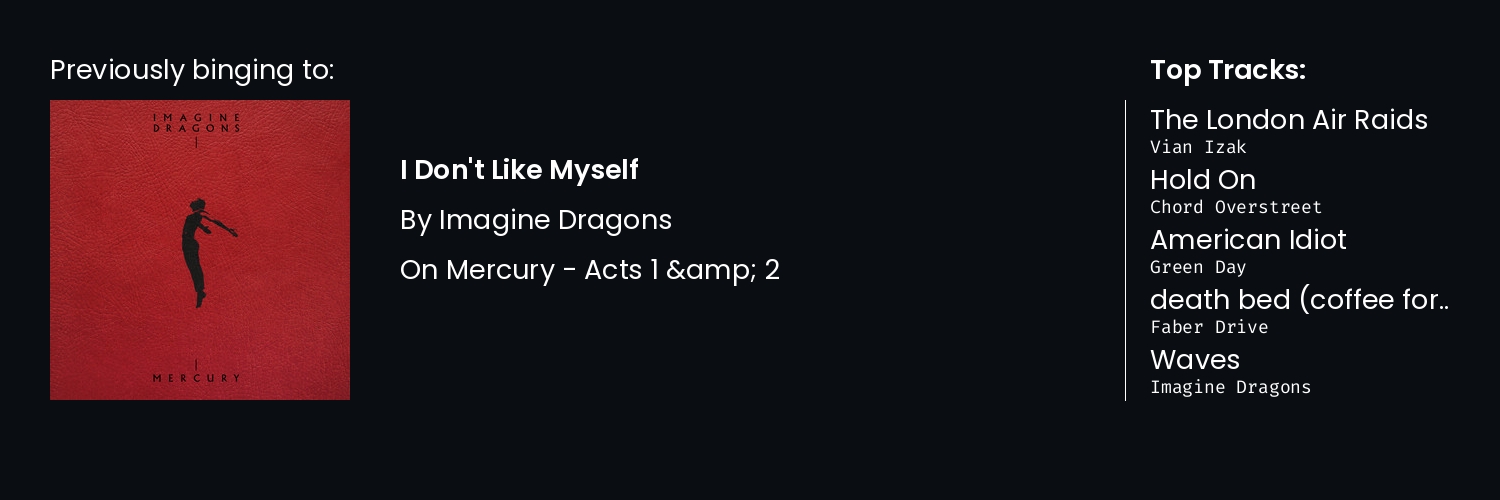 Previously binging to:
IMAGINE
DRAGONS
MERCURY
I Don't Like Myself
By Imagine Dragons
On Mercury - Acts 1 &amp; 2
Top Tracks:
The London Air Raids
Vian Izak
Hold On
Chord Overstreet
American Idiot
Green Day
death bed (coffee for..
Faber Drive
Waves
Imagine Dragons